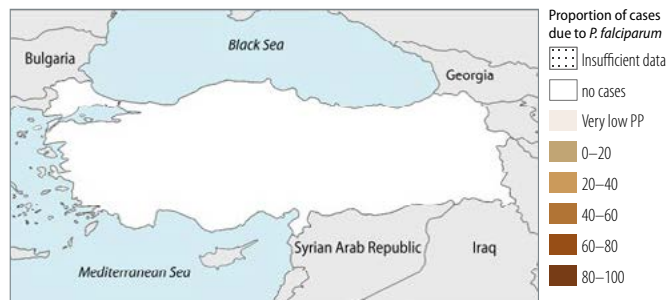 Bulgaria
Black Sea
Georgia
Syrian Arab Republic
Iraq
Mediterranean Sea
Proportion of cases
due to P. falciparum
Insufficient data
no cases
Very low PP
0–20
20–40
40–60
60–80
80–100